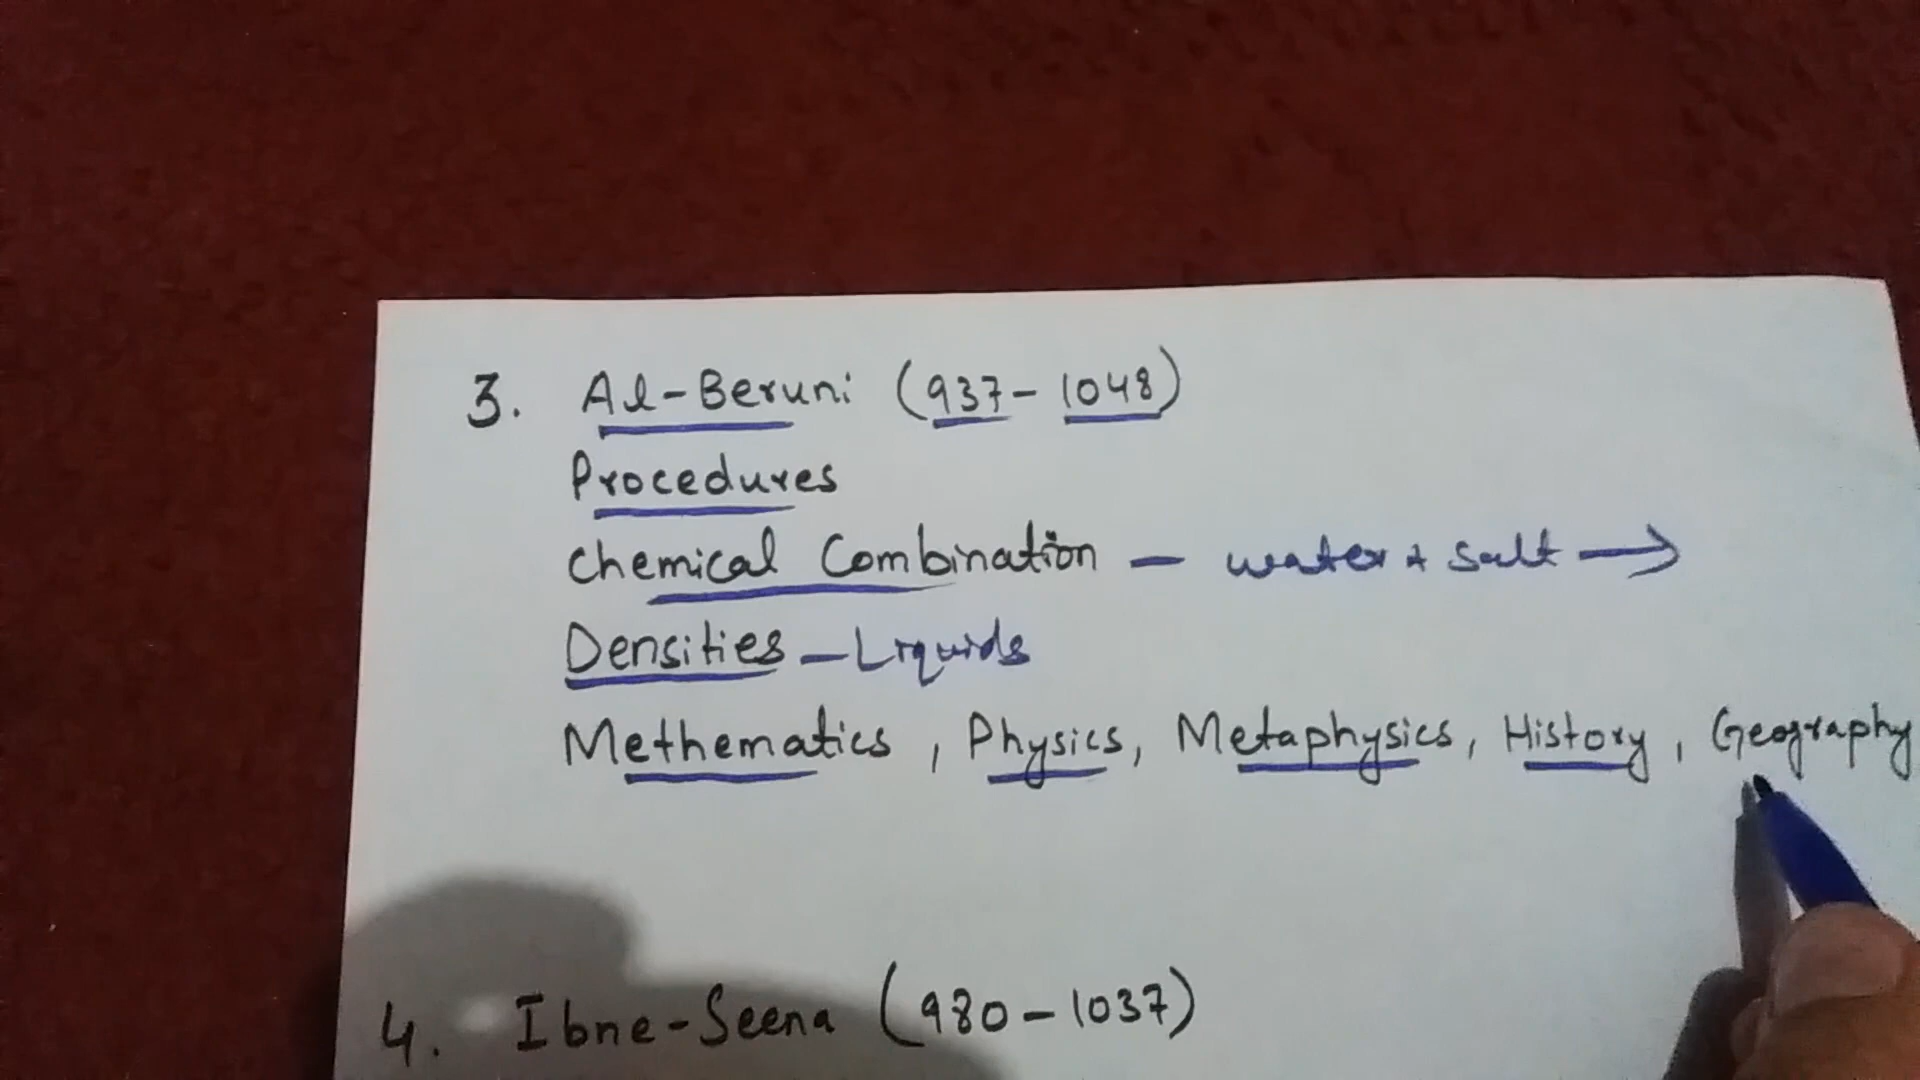 3. Al-Beruni (937-1048)
Procedures
Chemical Combination – water + salt →
Densities – Liquids
Methematics, Physics, Metaphysics, History, Geography
4. Ibne-Seena (980-1037)